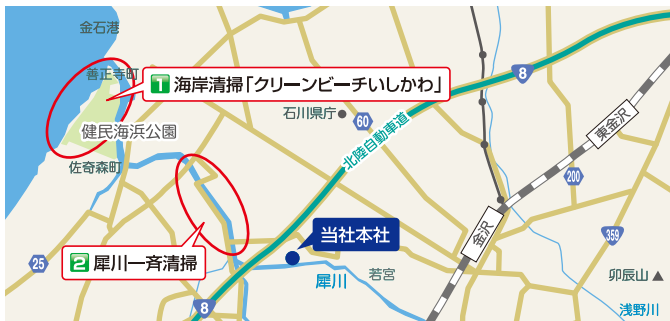 金石港
善正寺町
1 海岸清掃「クリーンビーチいしかわ」
健民海浜公園
佐奇森町
石川県庁
60
8
北陸自動車道
東金沢
200
金沢
359
当社本社
2 犀川一斉清掃
25
8
犀川
若宮
卯辰山
浅野川